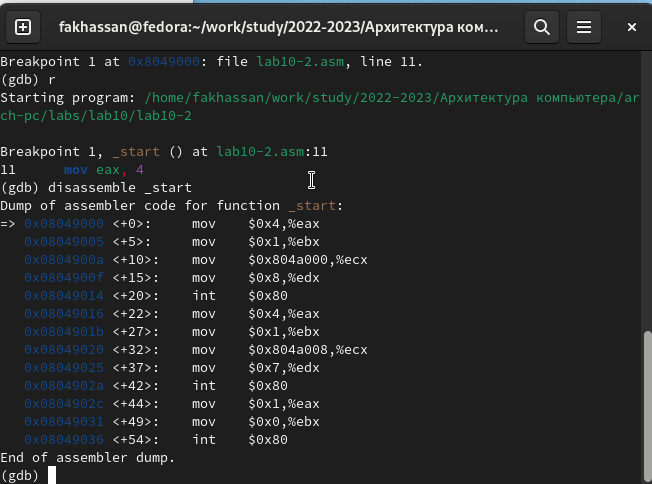 fakhassan@fedora:~/work/study/2022-2023/Архитектура ком...
Breakpoint 1 at 0x8049000: file lab10-2.asm, line 11.
(gdb) r
Starting program: /home/fakhassan/work/study/2022-2023/Архитектура компьютера/ar
ch-pc/labs/lab10/lab10-2
Breakpoint 1, _start () at lab10-2.asm:11
11 mov eax, 4
(gdb) disassemble _start
Dump of assembler code for function _start:
=> 0x08049000 <+0>: mov $0x4,%eax
0x08049005 <+5>: mov $0x1,%ebx
0x0804900a <+10>: mov $0x804a000,%ecx
0x0804900f <+15>: mov $0x8,%edx
0x08049014 <+20>: int $0x80
0x08049016 <+22>: mov $0x4,%eax
0x0804901b <+27>: mov $0x1,%ebx
0x08049020 <+32>: mov $0x804a008,%ecx
0x08049025 <+37>: mov $0x7,%edx
0x0804902a <+42>: int $0x80
0x0804902c <+44>: mov $0x1,%eax
0x08049031 <+49>: mov $0x0,%ebx
0x08049036 <+54>: int $0x80
End of assembler dump.
(gdb)